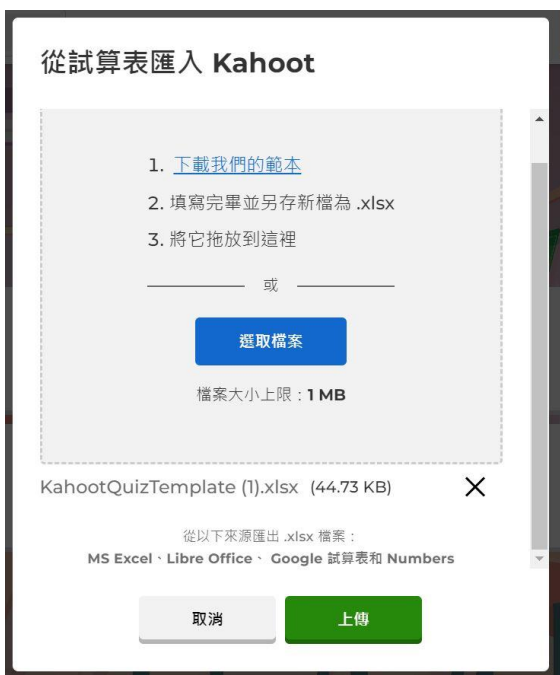 從試算表匯入 Kahoot
1. 下載我們的範本
2. 填寫完畢並另存新檔為 .xlsx
3. 將它拖放到這裡
或
選取檔案
檔案大小上限：1 MB
KahootQuizTemplate (1).xlsx (44.73 KB)
從以下來源匯出 .xlsx 檔案：
MS Excel、Libre Office、 Google 試算表和 Numbers
取消
上傳